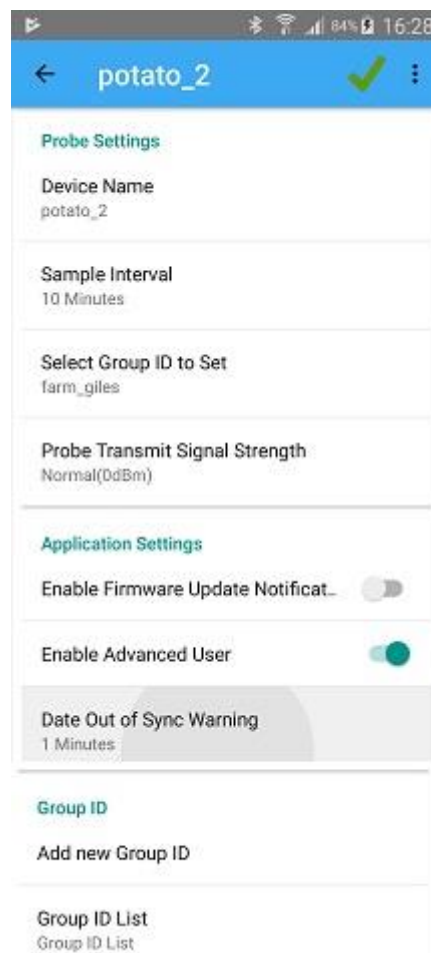 84% 16:28
potato_2
Probe Settings
Device Name
potato_2
Sample Interval
10 Minutes
Select Group ID to Set
farm_giles
Probe Transmit Signal Strength
Normal(0dBm)
Application Settings
Enable Firmware Update Notificat..
Enable Advanced User
Date Out of Sync Warning
1 Minutes
Group ID
Add new Group ID
Group ID List
Group ID List